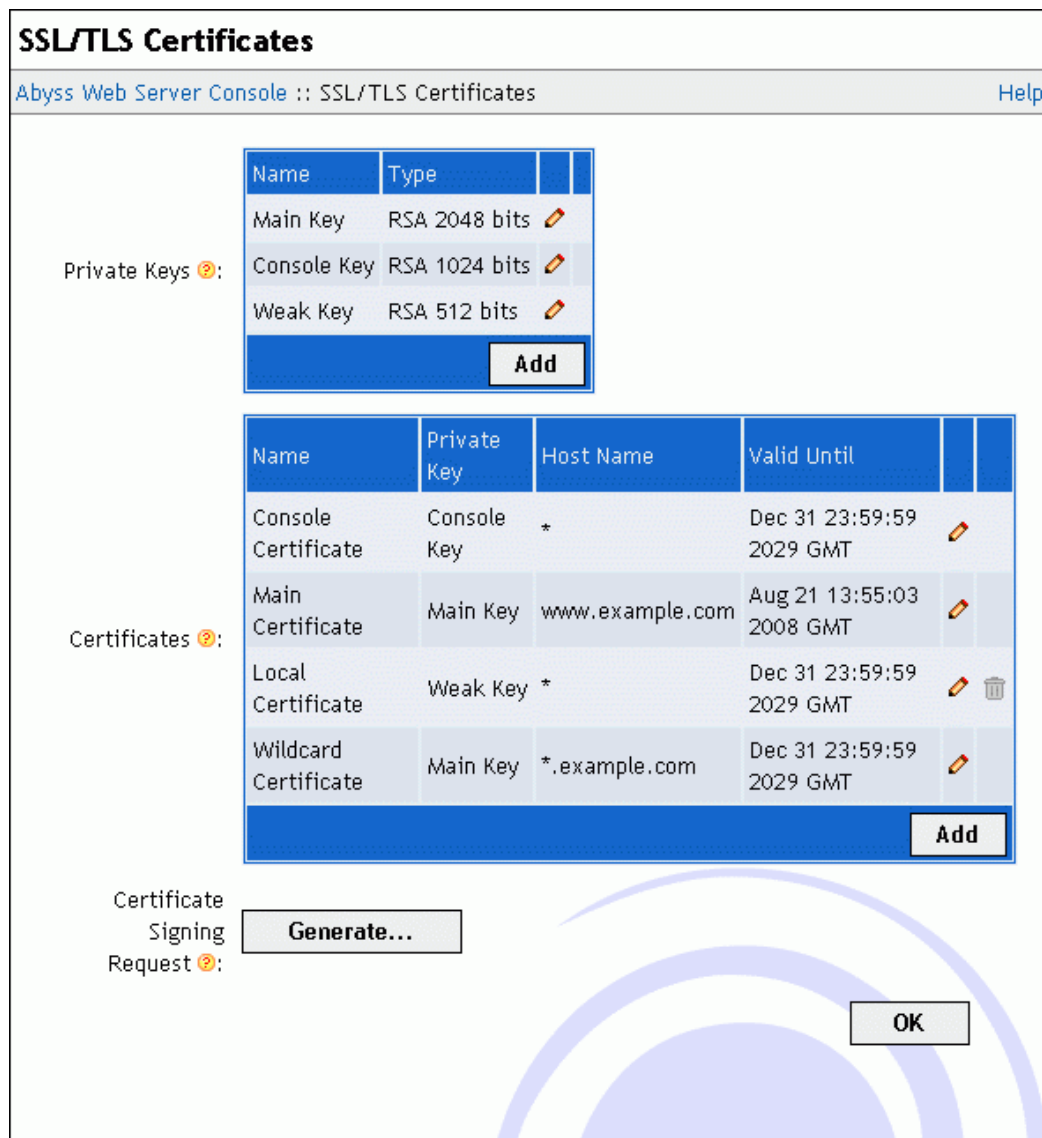 SSL/TLS Certificates
Abyss Web Server Console :: SSL/TLS Certificates Help
Name Type
Main Key RSA 2048 bits
Private Keys ?: Console Key RSA 1024 bits
Weak Key RSA 512 bits
Add
Name Private Key Host Name Valid Until
Console Certificate Console Key * Dec 31 23:59:59 2029 GMT
Main Certificate Main Key www.example.com Aug 21 13:55:03 2008 GMT
Certificates ?:
Local Certificate Weak Key * Dec 31 23:59:59 2029 GMT
Wildcard Certificate Main Key *.example.com Dec 31 23:59:59 2029 GMT
Add
Certificate
Signing
Request ?:
Generate...
OK